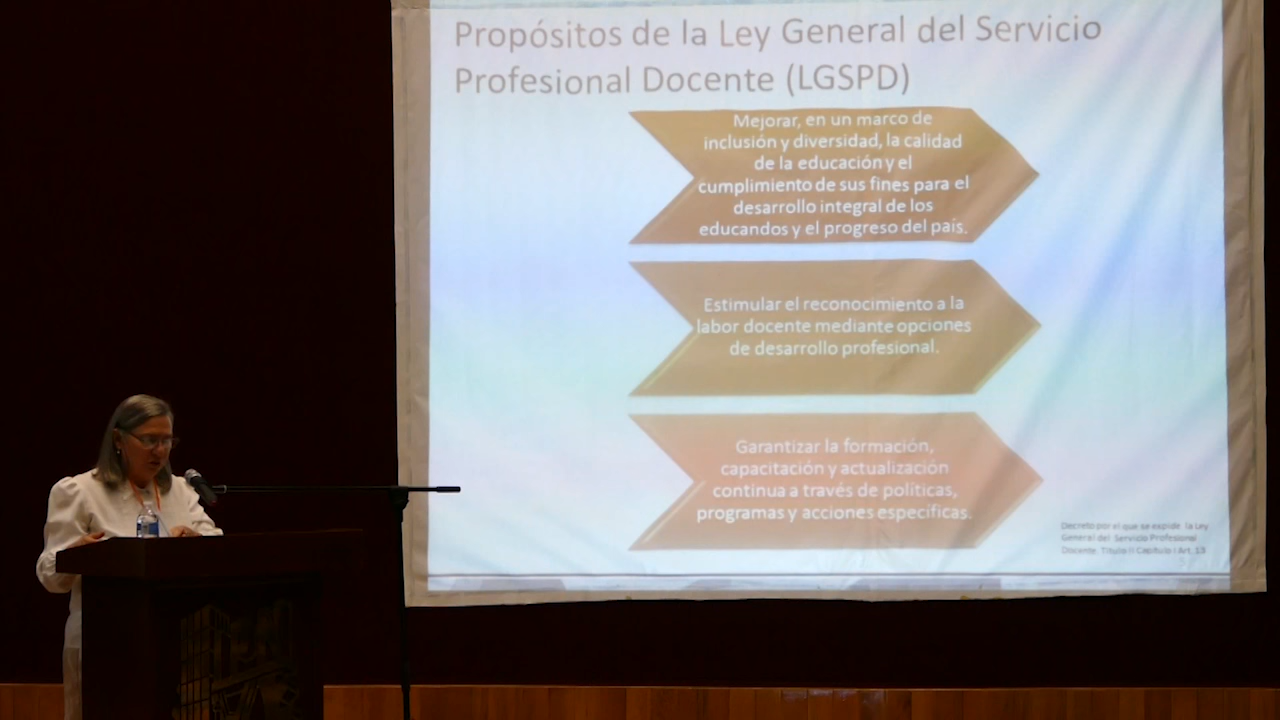 Propósitos de la Ley General del Servicio
Profesional Docente (LGSPD)
Mejorar, en un marco de
inclusión y diversidad, la calidad
de la educación y el
cumplimiento de sus fines para el
desarrollo integral de los
educandos y el progreso del país.
Estimular el reconocimiento a la
labor docente mediante opciones
de desarrollo profesional.
Garantizar la formación,
capacitación y actualización
continua a través de políticas,
programas y acciones específicas.
Decreto por el que se expide la Ley
General del Servicio Profesional
Docente. Título II Capítulo I Art. 13